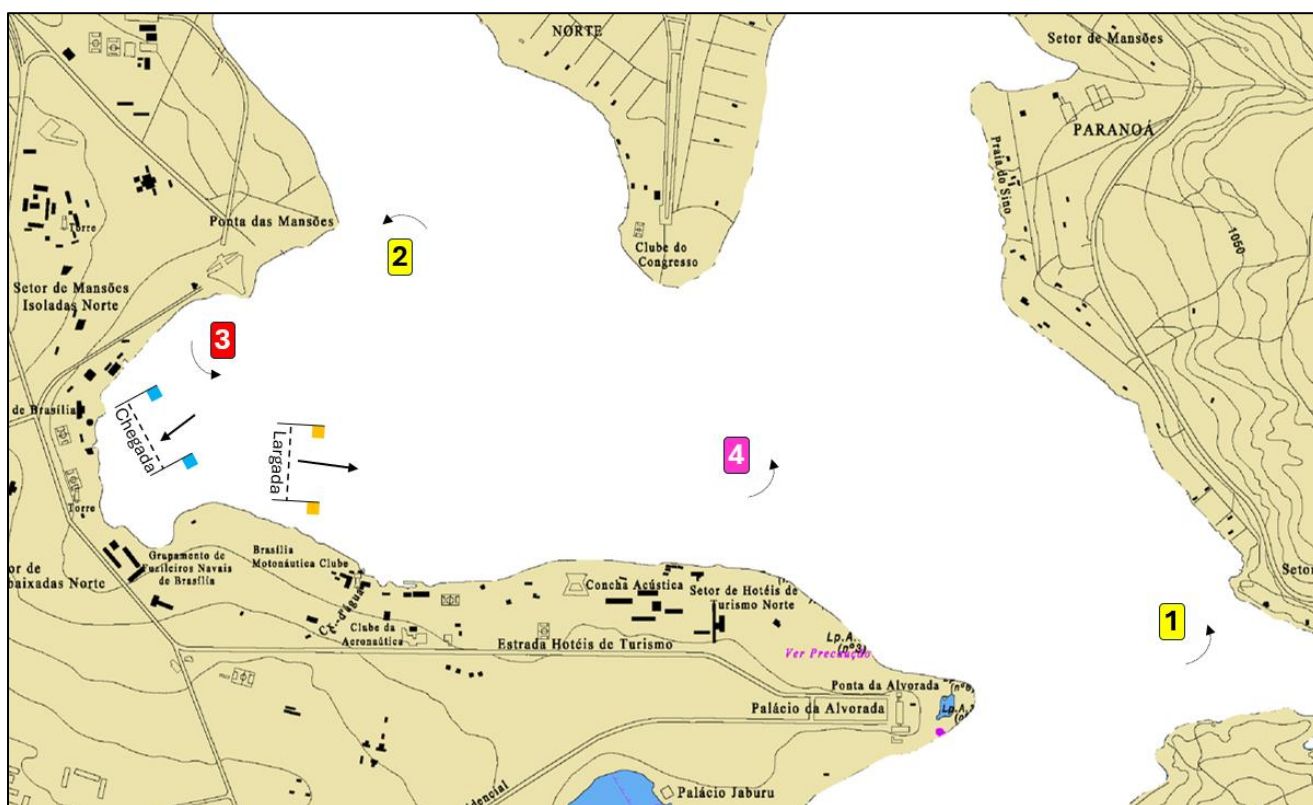 NORTE
Setor de Mansões
PARANOÁ
Praia do Sino
1050
Ponta das Mansões
Torre
2
Clube do
Congresso
Setor de Mansões
Isoladas Norte
3
de Brasília
Chegada
Largada
4
Torre
Grupamento de
Fuzileiros Navais
de Brasília
Brasília
Motonáutica Clube
or de
baixadas Norte
Concha Acústica
Setor de Hotéis de
Turismo Norte
Clube da
Aeronáutica
Estrada Hotéis de Turismo
Lp.A.
(nº3)
Ver Precaução
1
Ponta da Alvorada
Palácio da Alvorada
Palácio Jaburu